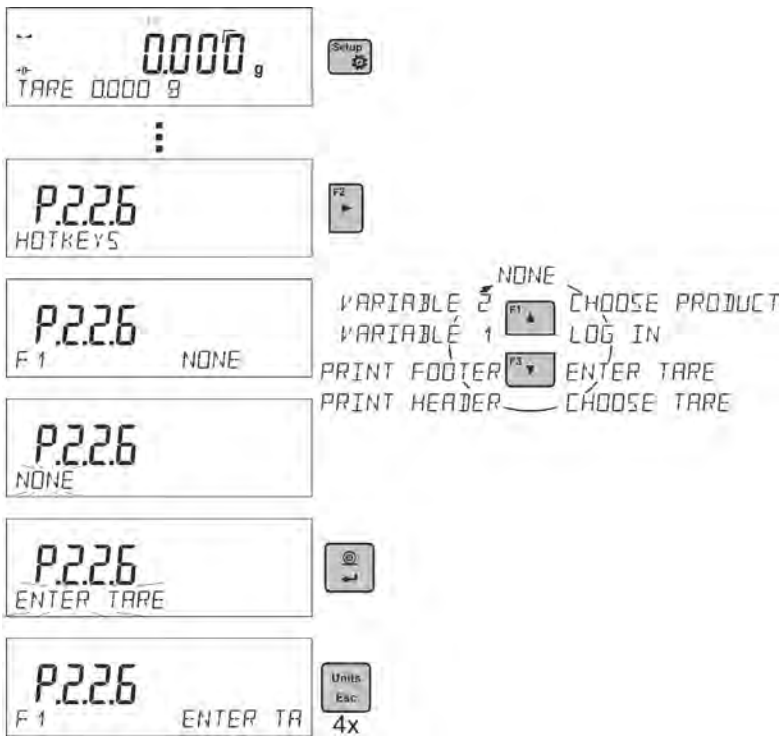 0.000 g
TARE 0.000 g
Setup
P.2.2.6
HOTKEYS
F2
P.2.2.6
F1 NONE
NONE
VARIABLE 2 F1 CHOOSE PRODUCT
VARIABLE 1 LOG IN
PRINT FOOTER F3 ENTER TARE
PRINT HEADER CHOOSE TARE
P.2.2.6
NONE
P.2.2.6
ENTER TARE
P.2.2.6
F1 ENTER TA
Units
Esc
4x